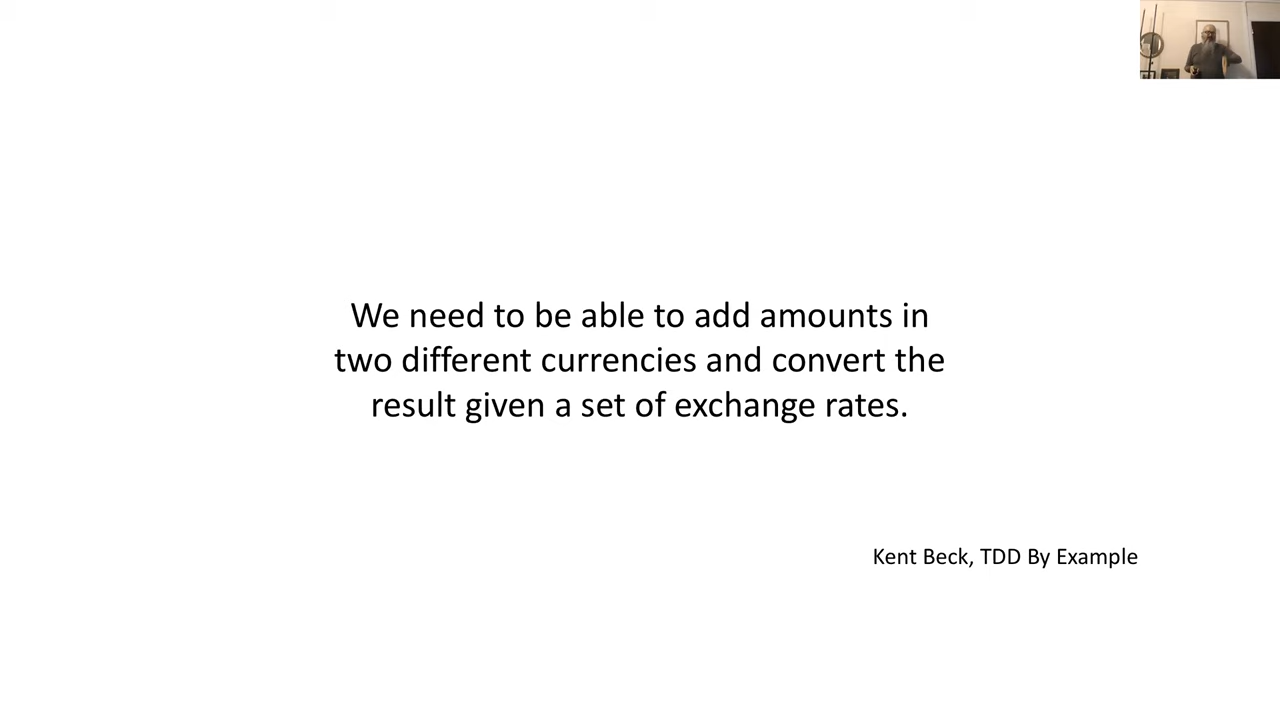 We need to be able to add amounts in
two different currencies and convert the
result given a set of exchange rates.
Kent Beck, TDD By Example